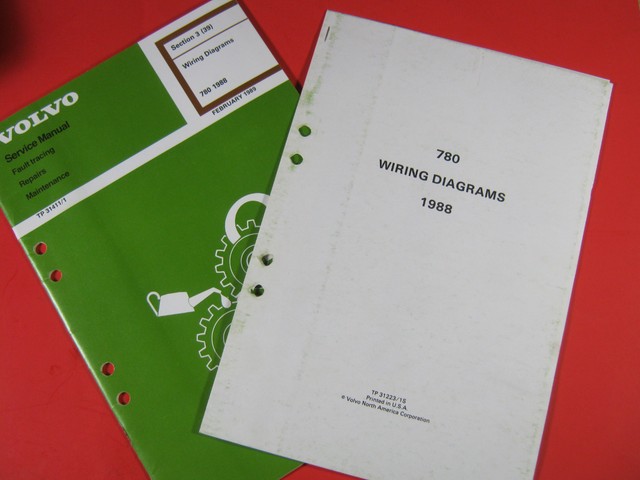 VOLVO
Service Manual
Fault tracing
Repairs
Maintenance
TP 31411/1
Section 3 (39)
Wiring Diagrams
780 1988
FEBRUARY 1989
780
WIRING DIAGRAMS
1988
TP 31223/1S
Printed in U.S.A.
© Volvo North America Corporation